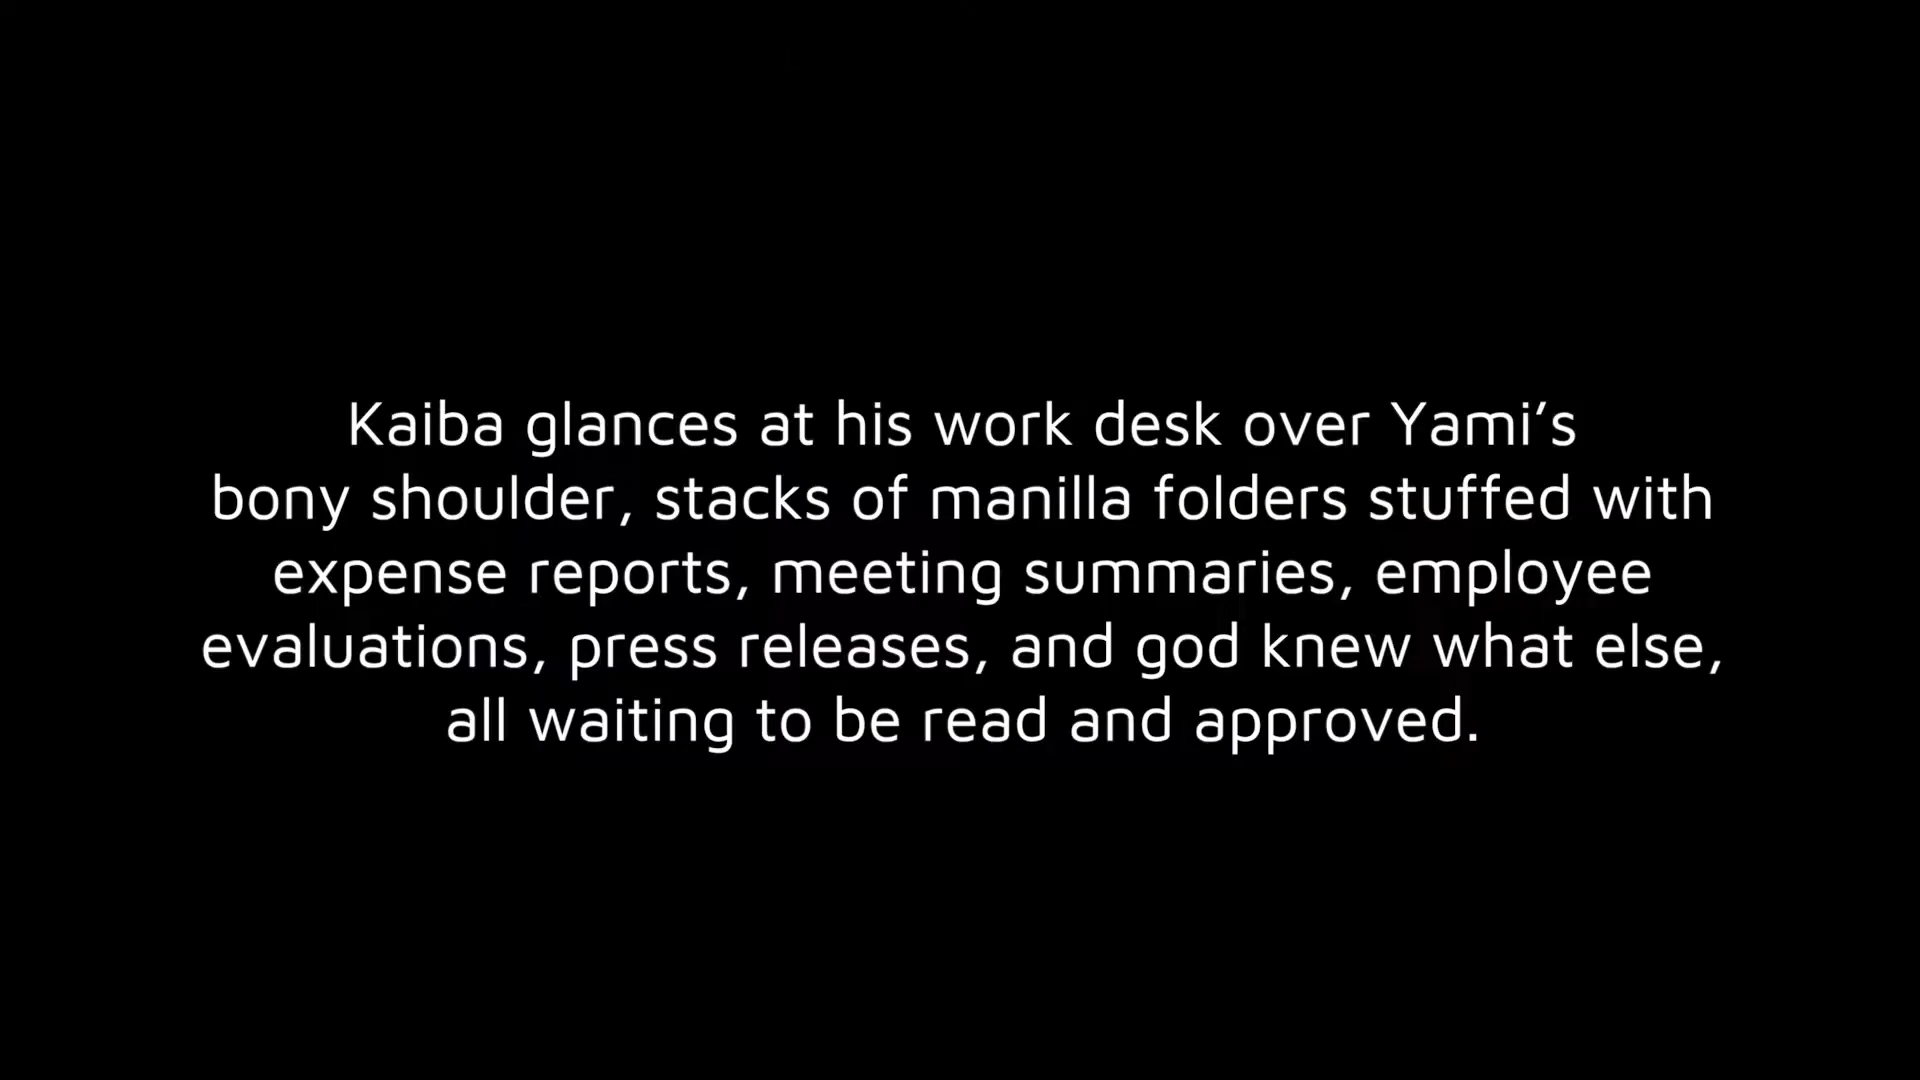 Kaiba glances at his work desk over Yami’s
bony shoulder, stacks of manilla folders stuffed with
expense reports, meeting summaries, employee
evaluations, press releases, and god knew what else,
all waiting to be read and approved.